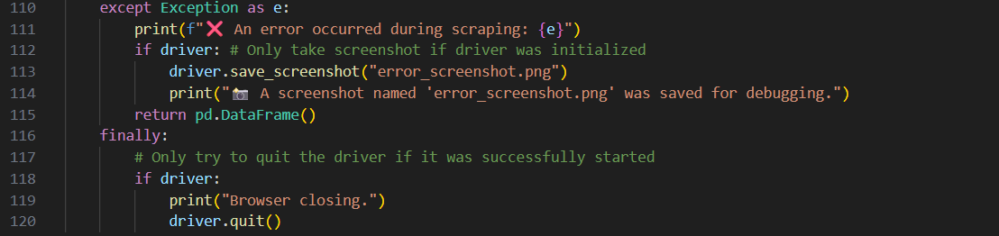 110 except Exception as e:
111 print(f"❌ An error occurred during scraping: {e}")
112 if driver: # Only take screenshot if driver was initialized
113 driver.save_screenshot("error_screenshot.png")
114 print("📷 A screenshot named 'error_screenshot.png' was saved for debugging.")
115 return pd.DataFrame()
116 finally:
117 # Only try to quit the driver if it was successfully started
118 if driver:
119 print("Browser closing.")
120 driver.quit()